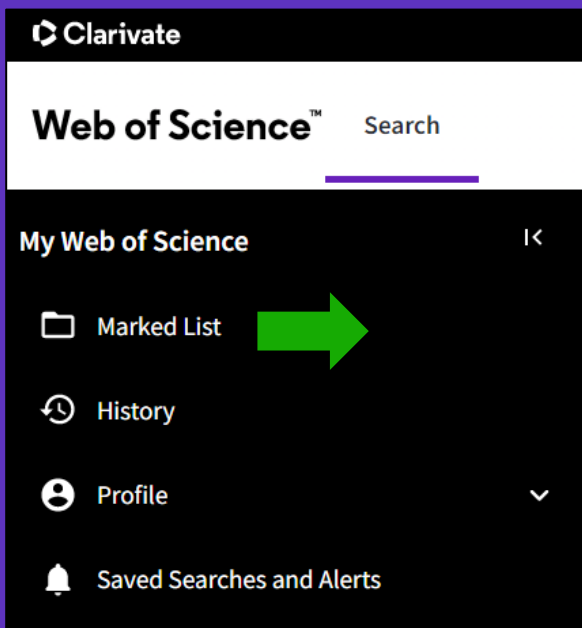 Clarivate
Web of Science™ Search
My Web of Science
Marked List
History
Profile
Saved Searches and Alerts